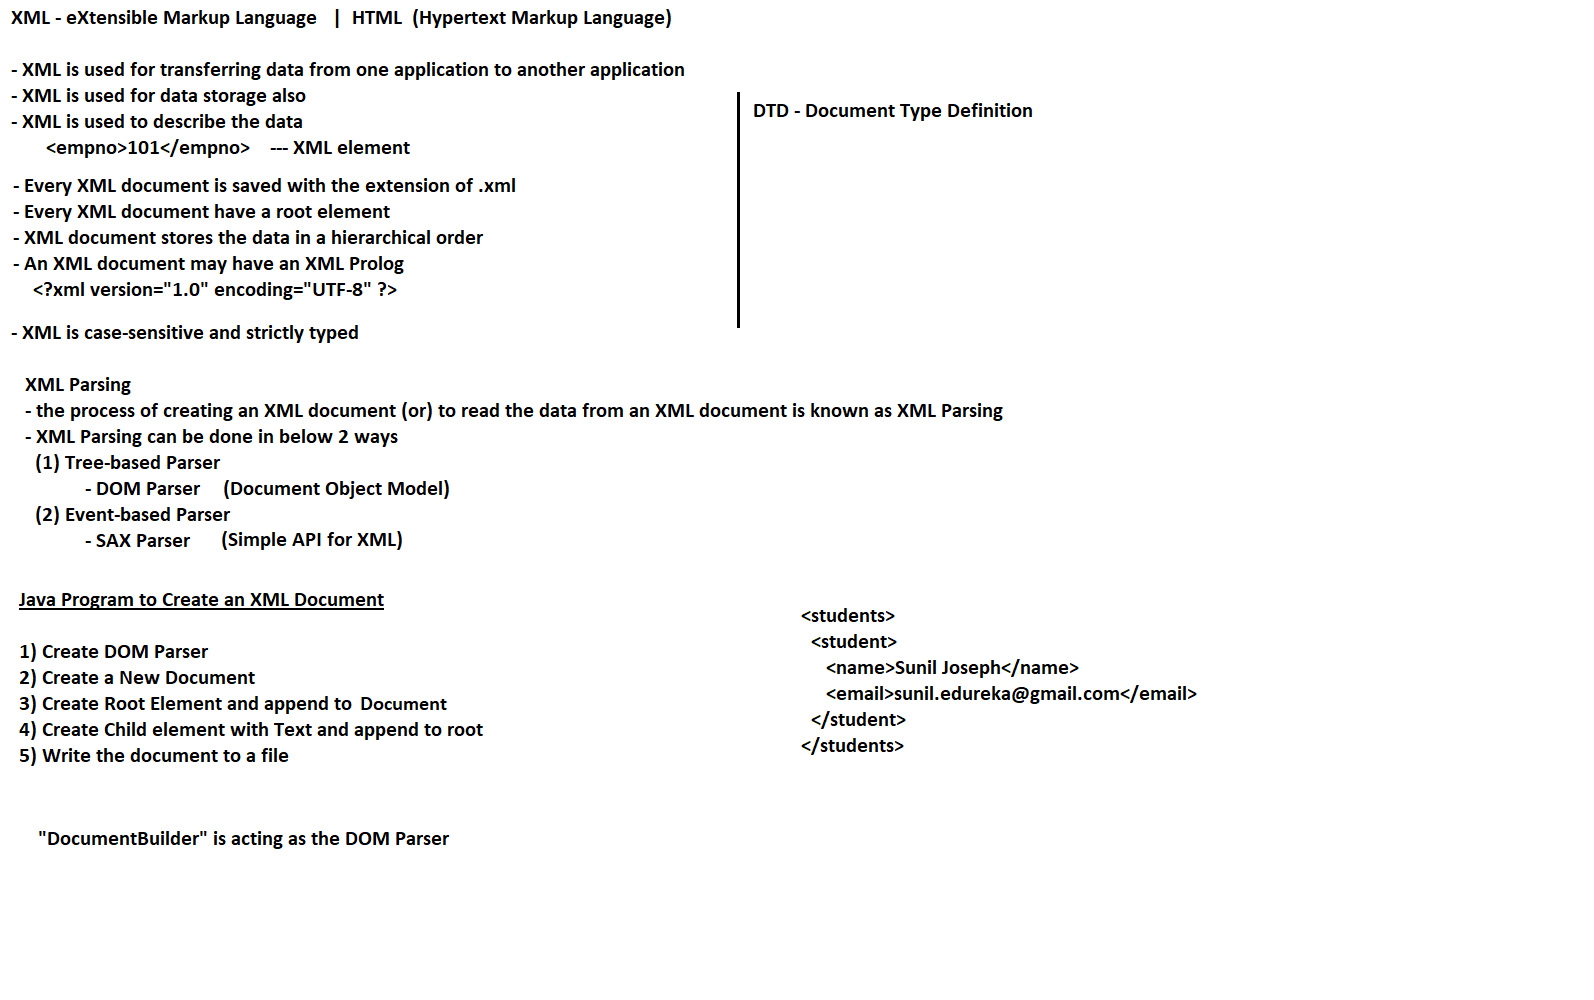 XML - eXtensible Markup Language | HTML (Hypertext Markup Language)
- XML is used for transferring data from one application to another application
- XML is used for data storage also
- XML is used to describe the data
<empno>101</empno> --- XML element
- Every XML document is saved with the extension of .xml
- Every XML document have a root element
- XML document stores the data in a hierarchical order
- An XML document may have an XML Prolog
<?xml version="1.0" encoding="UTF-8" ?>
- XML is case-sensitive and strictly typed
DTD - Document Type Definition
XML Parsing
- the process of creating an XML document (or) to read the data from an XML document is known as XML Parsing
- XML Parsing can be done in below 2 ways
(1) Tree-based Parser
- DOM Parser (Document Object Model)
(2) Event-based Parser
- SAX Parser (Simple API for XML)
Java Program to Create an XML Document
1) Create DOM Parser
2) Create a New Document
3) Create Root Element and append to Document
4) Create Child element with Text and append to root
5) Write the document to a file
<students>
<student>
<name>Sunil Joseph</name>
<email>sunil.edureka@gmail.com</email>
</student>
</students>
"DocumentBuilder" is acting as the DOM Parser